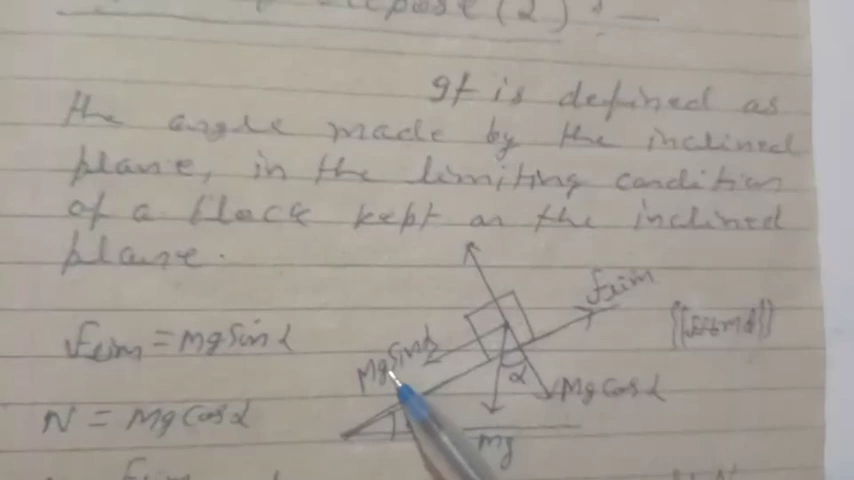 (2) : —
It is defined as
the angle made by the inclined
plane, in the limiting condition
of a block kept on the inclined
plane.
flim
flim = mg sin α
Mg sin α
α
Mg cos α
N = Mg cos α
mg